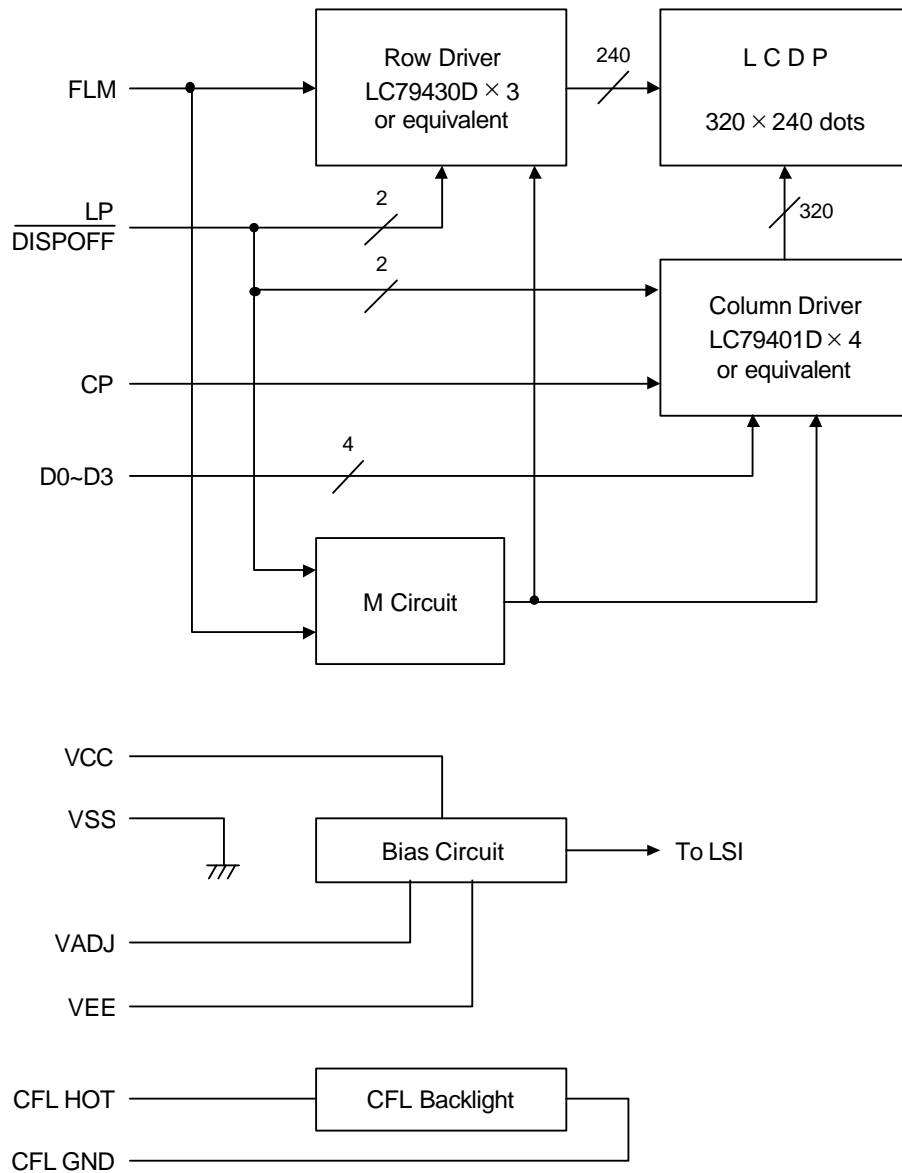 Row Driver
LC79430D × 3
or equivalent
240
L C D P
320 × 240 dots
FLM
LP
DISPOFF
2
320
2
Column Driver
LC79401D × 4
or equivalent
CP
4
D0~D3
M Circuit
VCC
VSS
Bias Circuit
To LSI
VADJ
VEE
CFL HOT
CFL Backlight
CFL GND